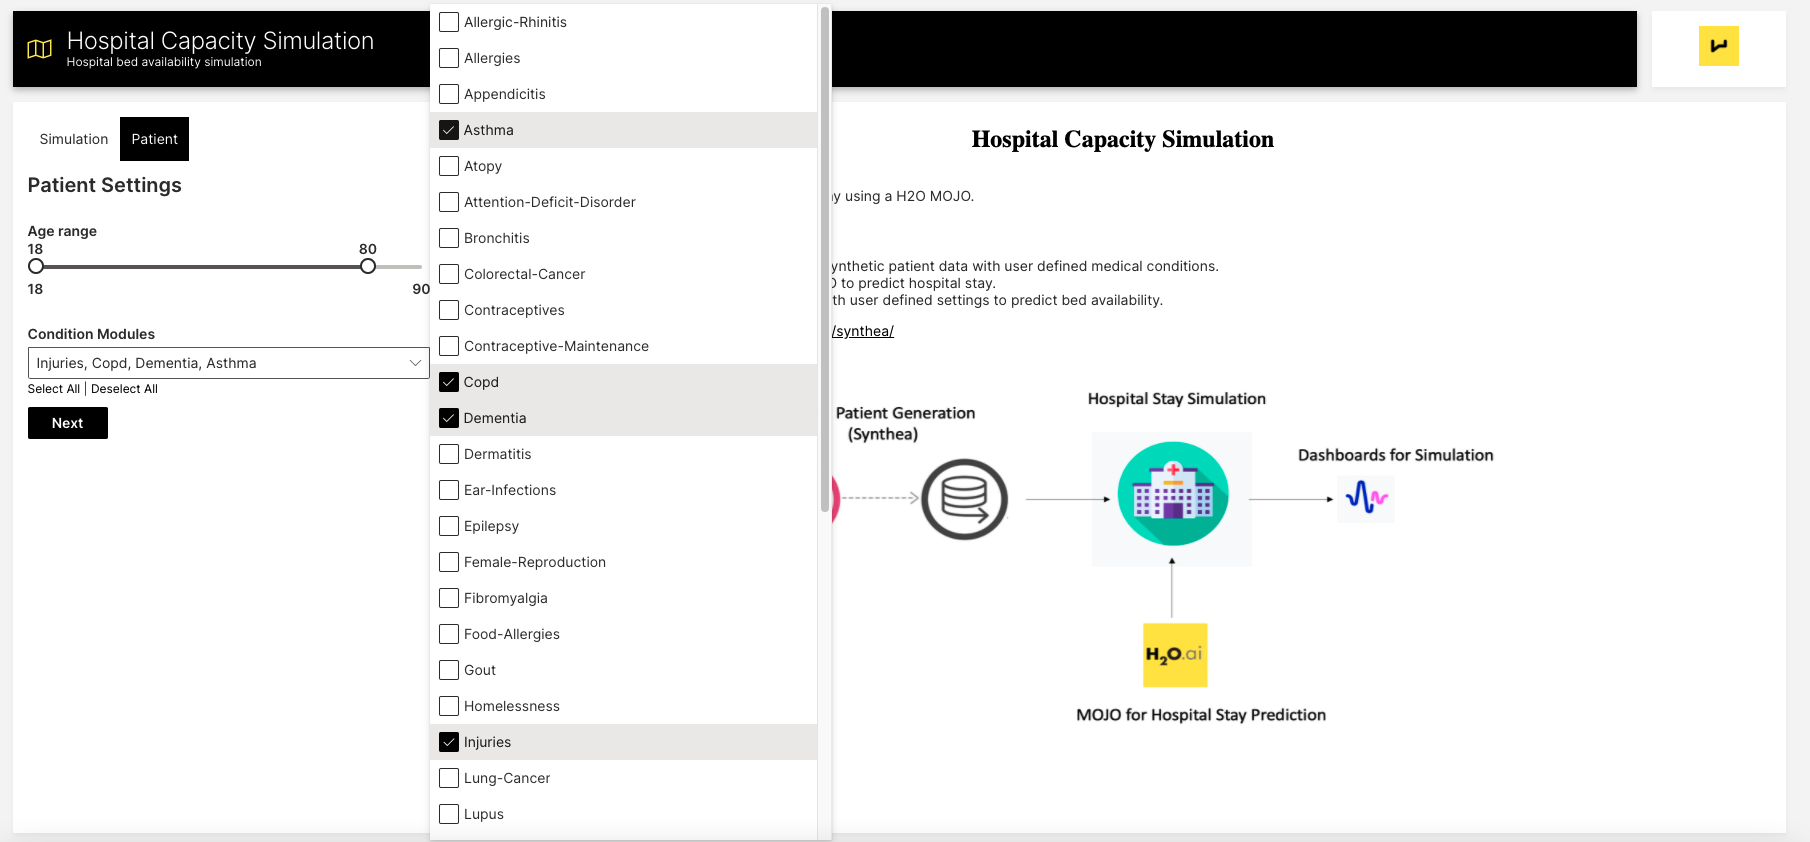 Hospital Capacity Simulation
Hospital bed availability simulation
Simulation
Patient
Patient Settings
Age range
18
80
18
90
Condition Modules
Injuries, Copd, Dementia, Asthma
Select All | Deselect All
Next
Allergic-Rhinitis
Allergies
Appendicitis
Asthma
Atopy
Attention-Deficit-Disorder
Bronchitis
Colorectal-Cancer
Contraceptives
Contraceptive-Maintenance
Copd
Dementia
Dermatitis
Ear-Infections
Epilepsy
Female-Reproduction
Fibromyalgia
Food-Allergies
Gout
Homelessness
Injuries
Lung-Cancer
Lupus
Hospital Capacity Simulation
using a H2O MOJO.
patient data with user defined medical conditions.
to predict hospital stay.
user defined settings to predict bed availability.
/synthea/
Patient Generation
(Synthea)
Hospital Stay Simulation
Dashboards for Simulation
H2O.ai
MOJO for Hospital Stay Prediction